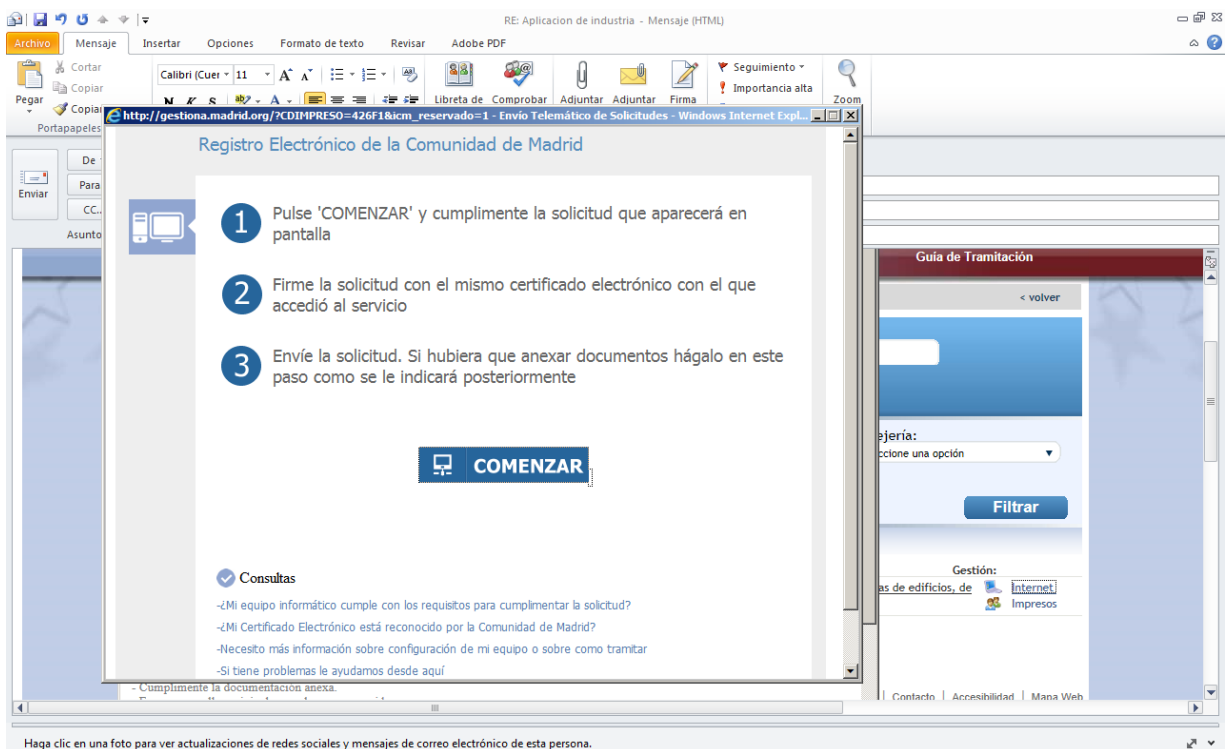 RE: Aplicacion de industria - Mensaje (HTML)
Archivo Mensaje Insertar Opciones Formato de texto Revisar Adobe PDF
Cortar
Copiar
Copiar
Pegar
Portapapeles
Calibri (Cuer 11
N K S
Libreta de Comprobar Adjuntar Adjuntar Firma
Seguimiento
Importancia alta
Zoom
http://gestiona.madrid.org/?CDIMPRESO=426F1&icm_reservado=1 - Envío Telemático de Solicitudes - Windows Internet Expl...
Enviar
De
Para
CC..
Asunto
Registro Electrónico de la Comunidad de Madrid
1 Pulse 'COMENZAR' y cumplimente la solicitud que aparecerá en
pantalla
2 Firme la solicitud con el mismo certificado electrónico con el que
accedió al servicio
3 Envíe la solicitud. Si hubiera que anexar documentos hágalo en este
paso como se le indicará posteriormente
COMENZAR
Consultas
-¿Mi equipo informático cumple con los requisitos para cumplimentar la solicitud?
-¿Mi Certificado Electrónico está reconocido por la Comunidad de Madrid?
-Necesito más información sobre configuración de mi equipo o sobre como tramitar
-Si tiene problemas le ayudamos desde aquí
Guía de Tramitación
< volver
ejería:
ccione una opción
Filtrar
Gestión:
as de edificios, de Internet
Impresos
- Cumplimente la documentación anexa.
| Contacto | Accesibilidad | Mapa Web
Haga clic en una foto para ver actualizaciones de redes sociales y mensajes de correo electrónico de esta persona.